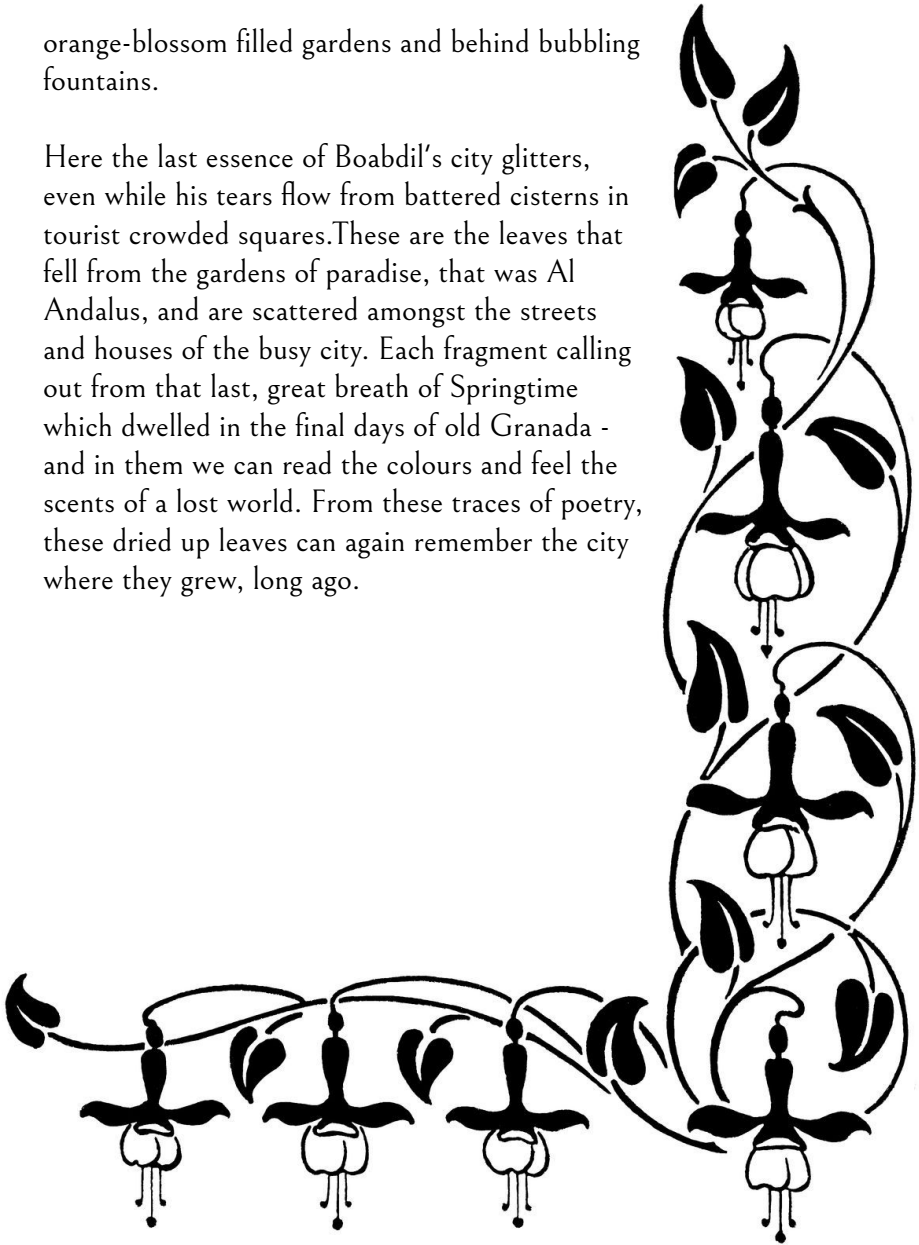 orange-blossom filled gardens and behind bubbling
fountains.
Here the last essence of Boabdil's city glitters,
even while his tears flow from battered cisterns in
tourist crowded squares.These are the leaves that
fell from the gardens of paradise, that was Al
Andalus, and are scattered amongst the streets
and houses of the busy city. Each fragment calling
out from that last, great breath of Springtime
which dwelled in the final days of old Granada -
and in them we can read the colours and feel the
scents of a lost world. From these traces of poetry,
these dried up leaves can again remember the city
where they grew, long ago.